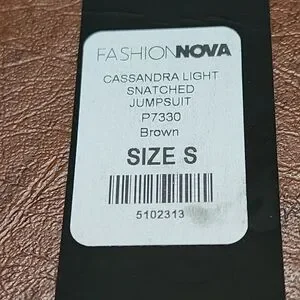 FASHIONNOVA
CASSANDRA LIGHT
SNATCHED
JUMPSUIT
P7330
Brown
SIZE S
5102313